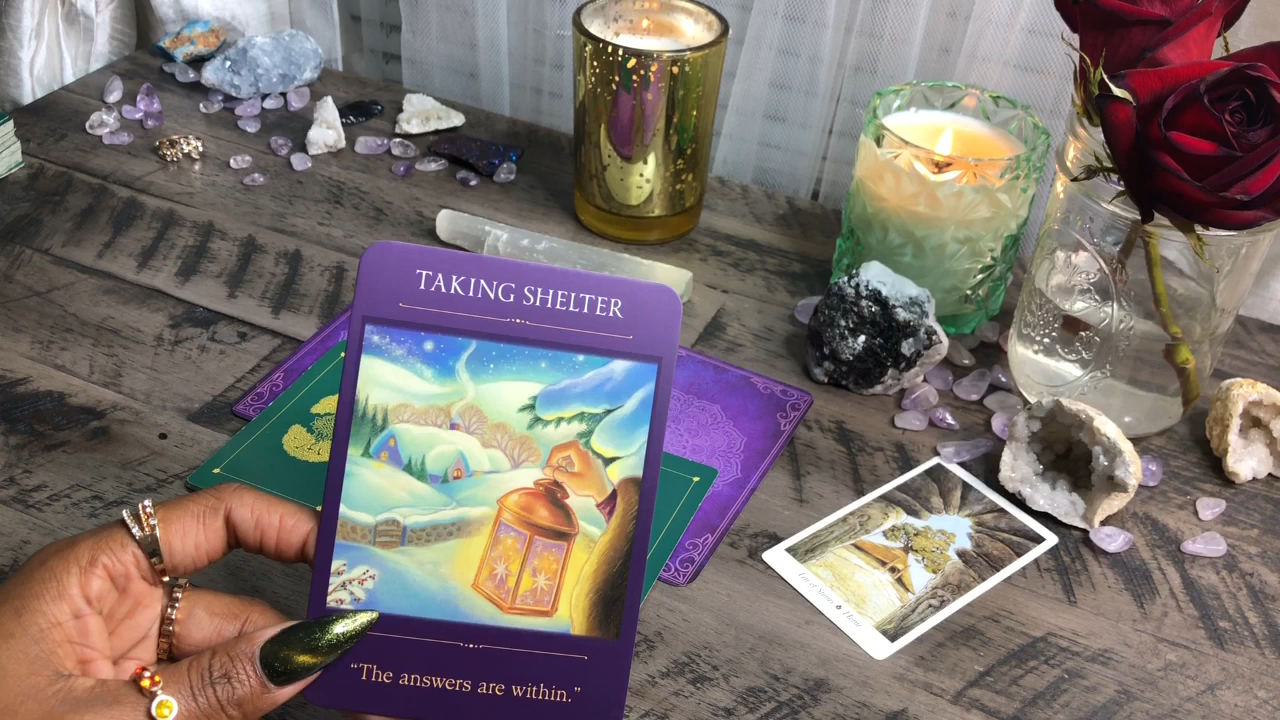 TAKING SHELTER
“The answers are within.”
Ten of Stones ♠ Home